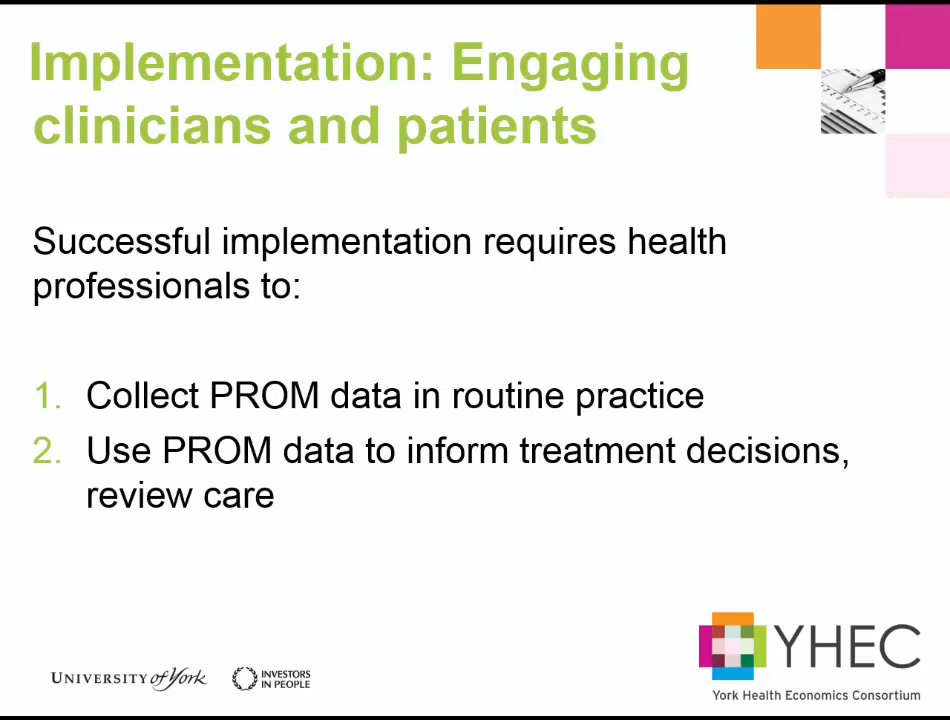 Implementation: Engaging
clinicians and patients
Successful implementation requires health
professionals to:
1. Collect PROM data in routine practice
2. Use PROM data to inform treatment decisions,
review care
UNIVERSITY of York
INVESTORS
IN PEOPLE
YHEC
York Health Economics Consortium